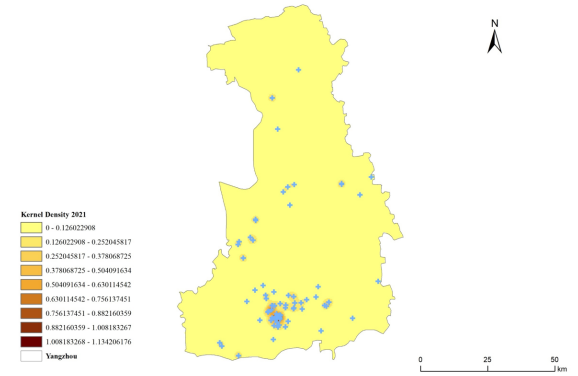 N
Kernel Density 2021
0 - 0.126022908
0.126022908 - 0.252045817
0.252045817 - 0.378068725
0.378068725 - 0.504091634
0.504091634 - 0.630114542
0.630114542 - 0.756137451
0.756137451 - 0.882160359
0.882160359 - 1.008183267
1.008183268 - 1.134206176
Yangzhou
0 25 50
km